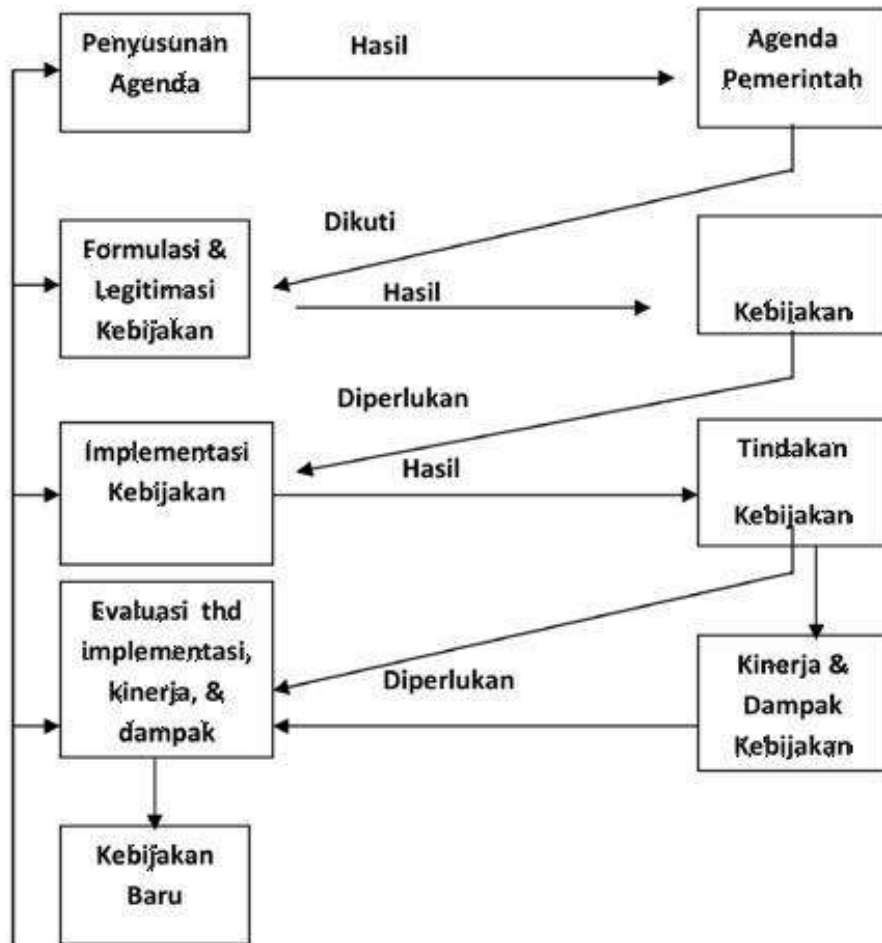 Penyusunan
Agenda
Hasil
Agenda
Pemerintah
Dikuti
Formulasi &
Legitimasi
Kebijakan
Hasil
Kebijakan
Diperlukan
Implementasi
Kebijakan
Hasil
Tindakan
Kebijakan
Evaluasi thd
implementasi,
kinerja, &
dampak
Diperlukan
Kinerja &
Dampak
Kebijakan
Kebijakan
Baru